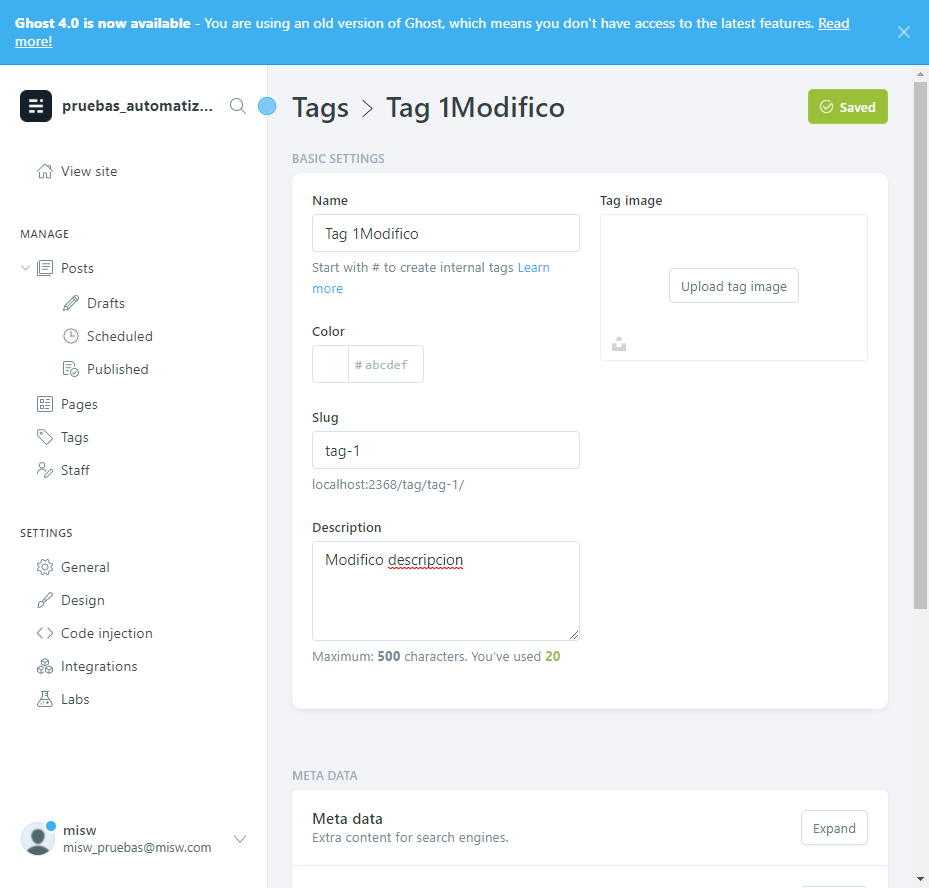 Ghost 4.0 is now available - You are using an old version of Ghost, which means you don't have access to the latest features. Read
more!
pruebas_automatiz...
Tags > Tag 1Modifico
Saved
View site
MANAGE
Posts
Drafts
Scheduled
Published
Pages
Tags
Staff
SETTINGS
General
Design
Code injection
Integrations
Labs
misw
misw_pruebas@misw.com
BASIC SETTINGS
Name
Tag 1Modifico
Start with # to create internal tags Learn
more
Color
# abcdef
Slug
tag-1
localhost:2368/tag/tag-1/
Description
Modifico descripcion
Maximum: 500 characters. You've used 20
Tag image
Upload tag image
META DATA
Meta data
Extra content for search engines.
Expand